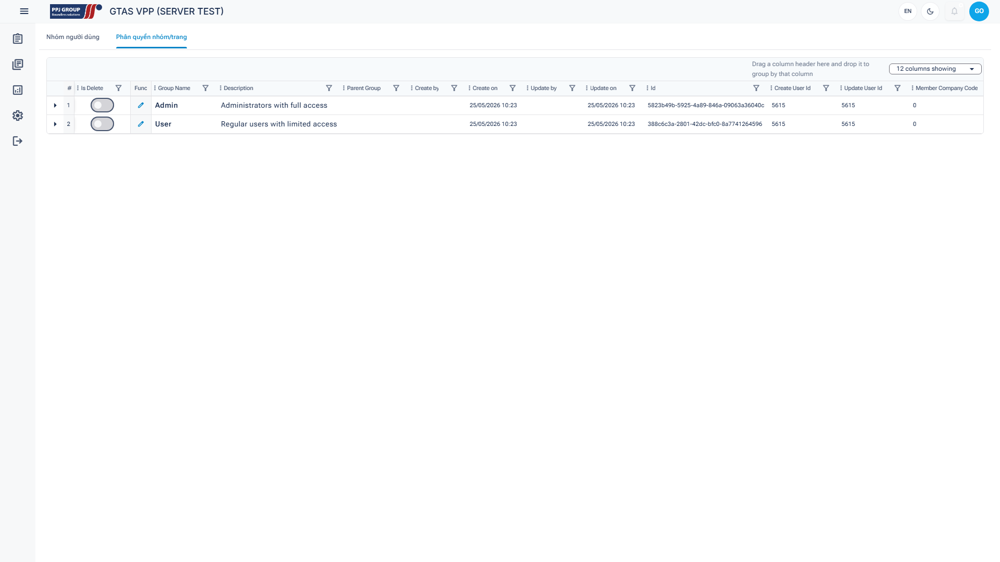 PPJ GROUP
Boundless solutions
GTAS VPP (SERVER TEST)
EN
GO
Nhóm người dùng
Phân quyền nhóm/trang
Drag a column header here and drop it to
group by that column
12 columns showing
# Is Delete Func Group Name Description Parent Group Create by Create on Update by Update on Id Create User Id Update User Id Member Company Code
1 Admin Administrators with full access 25/05/2026 10:23 25/05/2026 10:23 5823b49b-5925-4a89-846a-09063a36040c 5615 5615 0
2 User Regular users with limited access 25/05/2026 10:23 25/05/2026 10:23 388c6c3a-2801-42dc-bfc0-8a7741264596 5615 5615 0